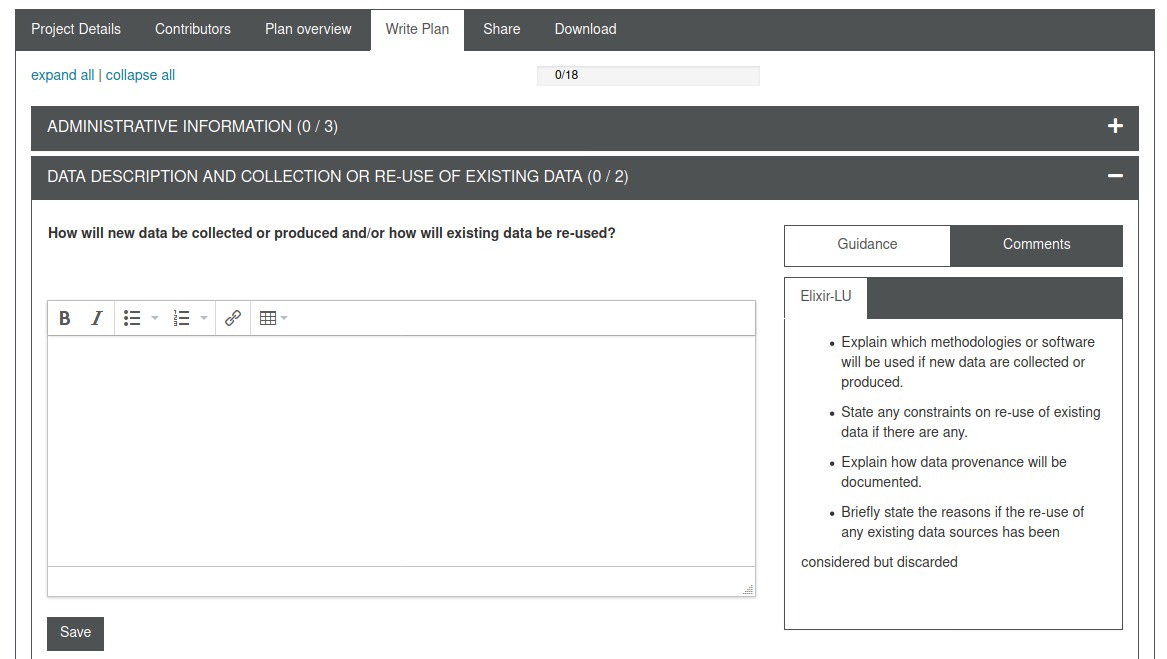 Project Details Contributors Plan overview Write Plan Share Download
expand all | collapse all
0/18
ADMINISTRATIVE INFORMATION (0 / 3)
DATA DESCRIPTION AND COLLECTION OR RE-USE OF EXISTING DATA (0 / 2)
How will new data be collected or produced and/or how will existing data be re-used?
B I
Save
Guidance Comments
Elixir-LU
• Explain which methodologies or software
will be used if new data are collected or
produced.
• State any constraints on re-use of existing
data if there are any.
• Explain how data provenance will be
documented.
• Briefly state the reasons if the re-use of
any existing data sources has been
considered but discarded